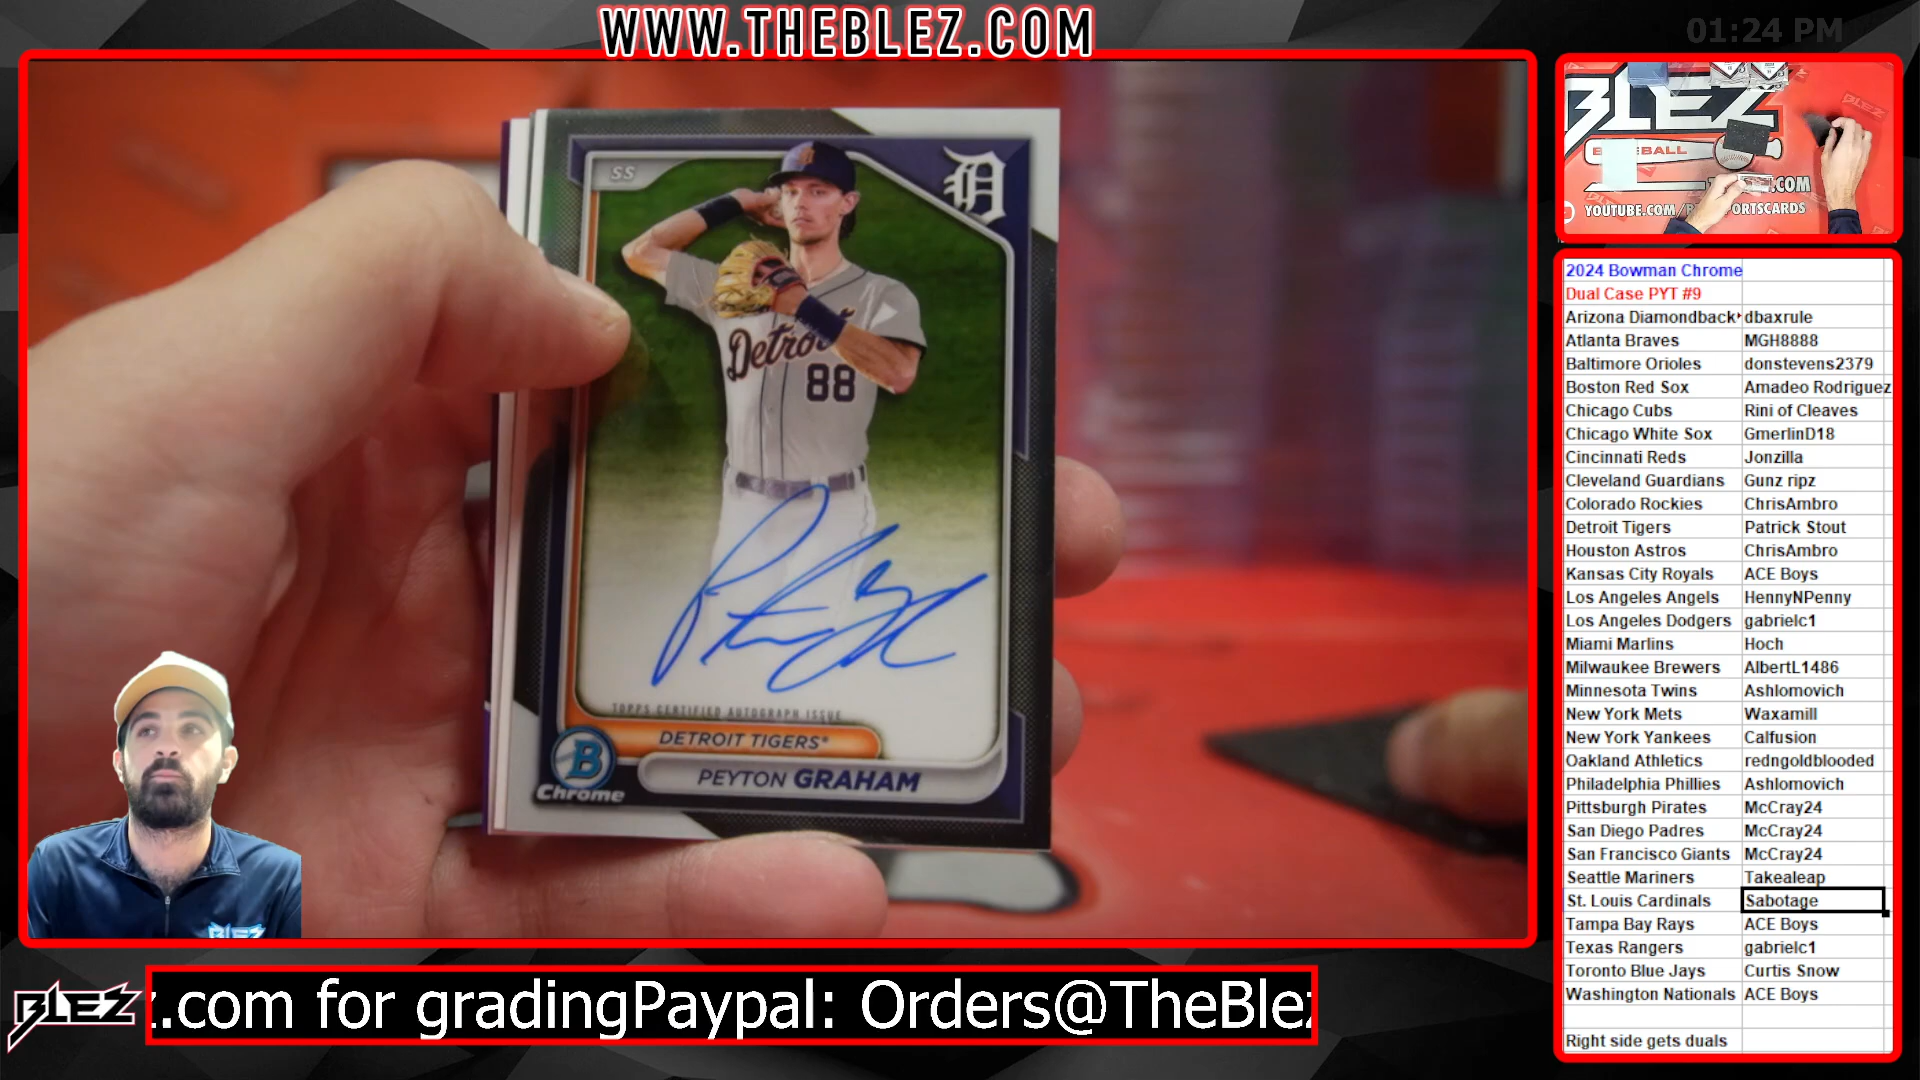 WWW.THEBLEZ.COM
01:24 PM
SS
D
Detroit
88
TOPPS CERTIFIED AUTOGRAPH ISSUE
DETROIT TIGERS
PEYTON GRAHAM
B
Chrome
BLEZ
BLEZ
BLEZ
BASEBALL
.COM
YOUTUBE.COM/
ORTSCARDS
2024 Bowman Chrome
Dual Case PYT #9
Arizona Diamondback dbaxrule
Atlanta Braves MGH8888
Baltimore Orioles donstevens2379
Boston Red Sox Amadeo Rodriguez
Chicago Cubs Rini of Cleaves
Chicago White Sox GmerlinD18
Cincinnati Reds Jonzilla
Cleveland Guardians Gunz ripz
Colorado Rockies ChrisAmbro
Detroit Tigers Patrick Stout
Houston Astros ChrisAmbro
Kansas City Royals ACE Boys
Los Angeles Angels HennyNPenny
Los Angeles Dodgers gabrielc1
Miami Marlins Hoch
Milwaukee Brewers AlbertL1486
Minnesota Twins Ashlomovich
New York Mets Waxamill
New York Yankees Calfusion
Oakland Athletics redngoldblooded
Philadelphia Phillies Ashlomovich
Pittsburgh Pirates McCray24
San Diego Padres McCray24
San Francisco Giants McCray24
Seattle Mariners Takealeap
St. Louis Cardinals Sabotage
Tampa Bay Rays ACE Boys
Texas Rangers gabrielc1
Toronto Blue Jays Curtis Snow
Washington Nationals ACE Boys
Right side gets duals
BLEZ
z.com for gradingPaypal: Orders@TheBlez